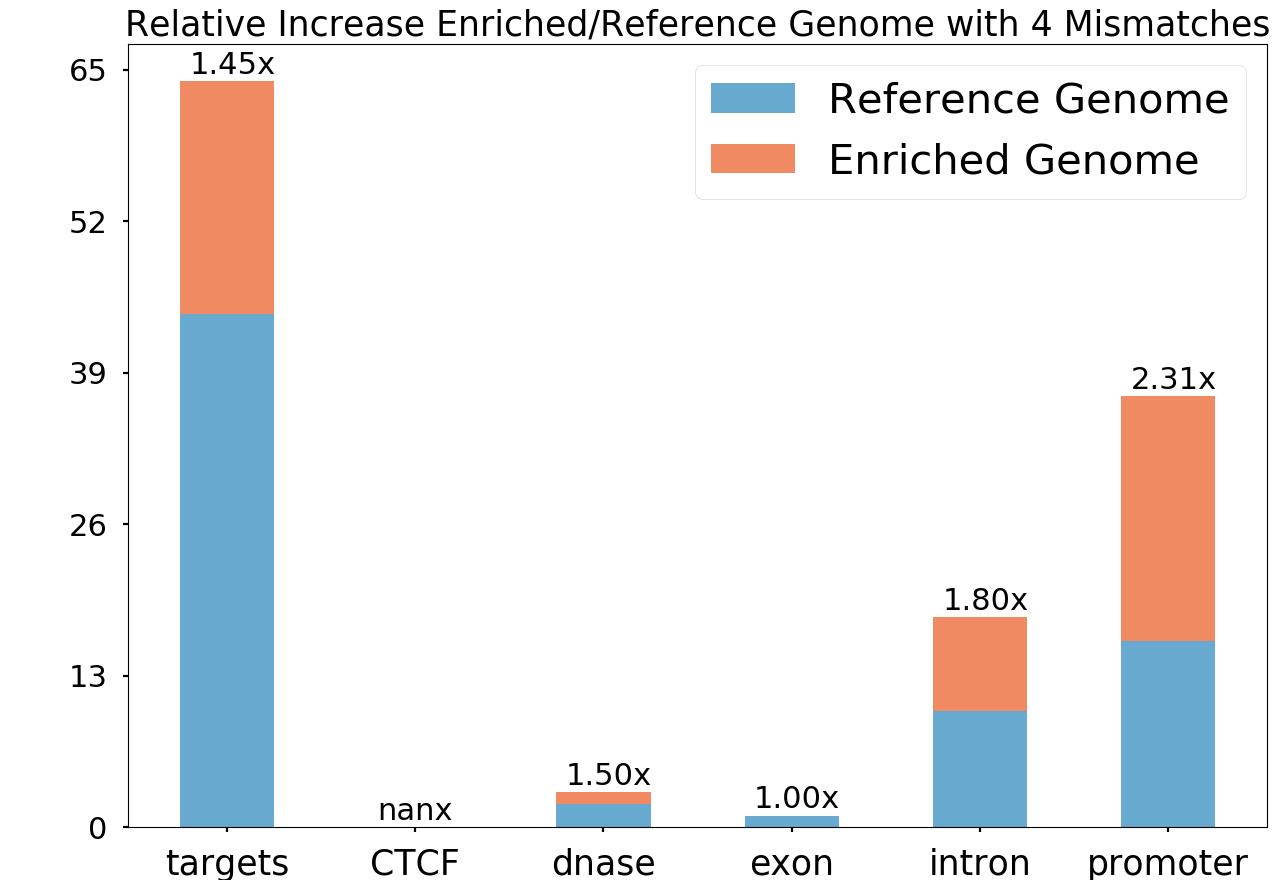 Relative Increase Enriched/Reference Genome with 4 Mismatches
65
52
39
26
13
0
1.45x
nanx
1.50x
1.00x
1.80x
2.31x
Reference Genome
Enriched Genome
targets
CTCF
dnase
exon
intron
promoter